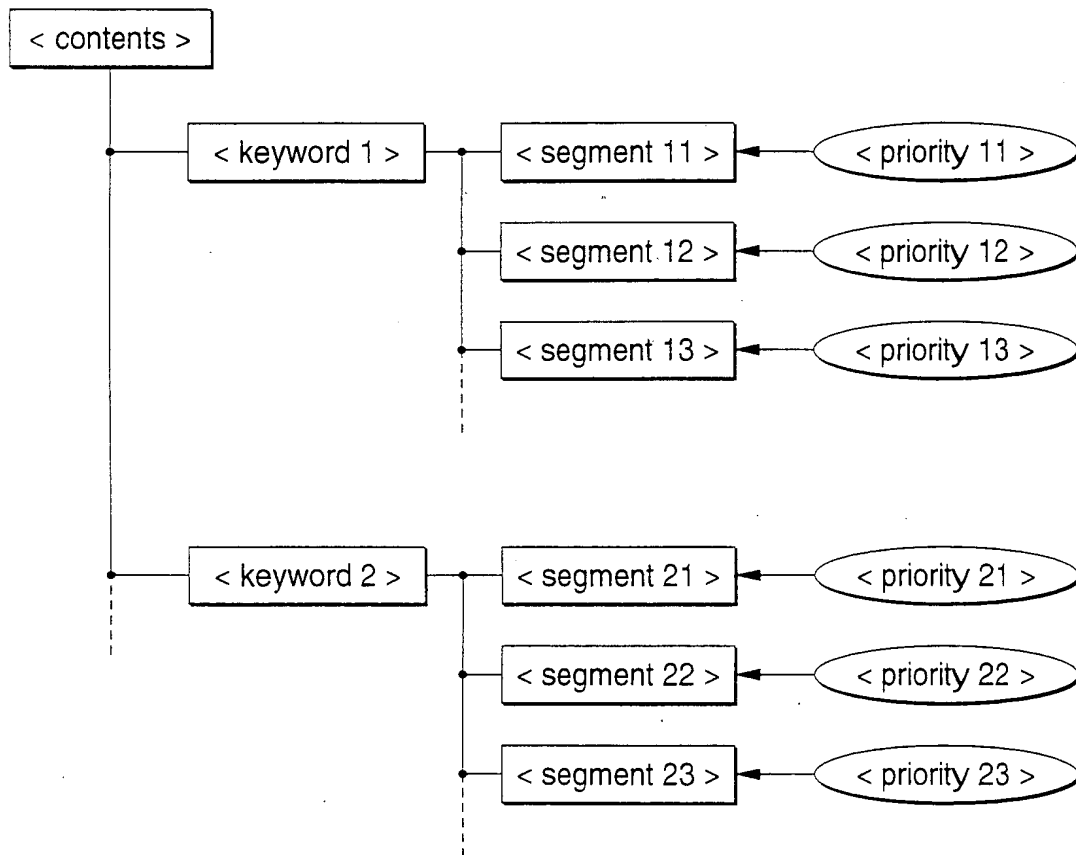 < contents >
< keyword 1 > < segment 11 > < priority 11 >
< segment 12 > < priority 12 >
< segment 13 > < priority 13 >
< keyword 2 > < segment 21 > < priority 21 >
< segment 22 > < priority 22 >
< segment 23 > < priority 23 >